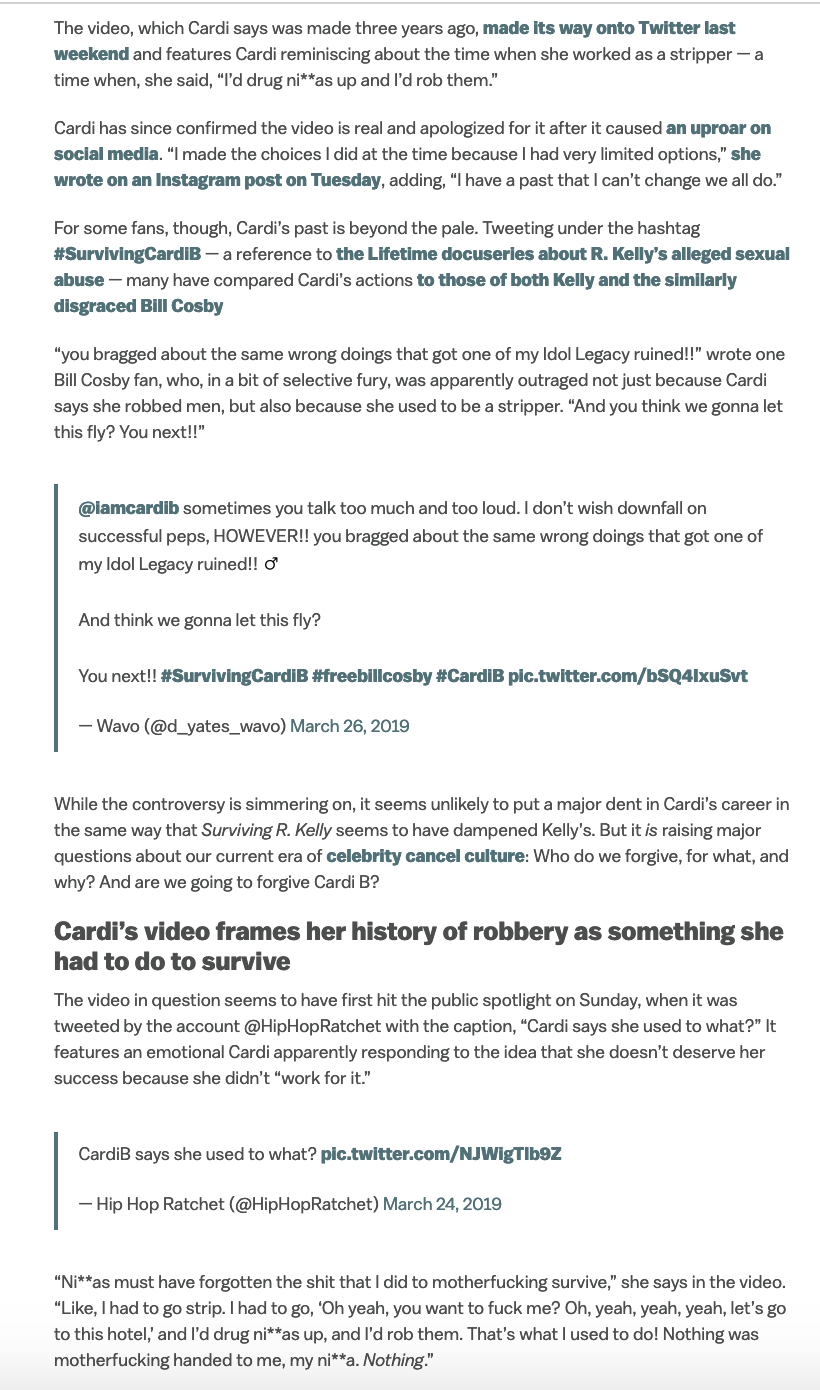 The video, which Cardi says was made three years ago, made its way onto Twitter last
weekend and features Cardi reminiscing about the time when she worked as a stripper — a
time when, she said, “I’d drug ni**as up and I’d rob them.”
Cardi has since confirmed the video is real and apologized for it after it caused an uproar on
social media. “I made the choices I did at the time because I had very limited options,” she
wrote on an Instagram post on Tuesday, adding, “I have a past that I can’t change we all do.”
For some fans, though, Cardi’s past is beyond the pale. Tweeting under the hashtag
#SurvivingCardiB — a reference to the Lifetime docuseries about R. Kelly’s alleged sexual
abuse — many have compared Cardi’s actions to those of both Kelly and the similarly
disgraced Bill Cosby
“you bragged about the same wrong doings that got one of my Idol Legacy ruined!!” wrote one
Bill Cosby fan, who, in a bit of selective fury, was apparently outraged not just because Cardi
says she robbed men, but also because she used to be a stripper. “And you think we gonna let
this fly? You next!!”
@iamcardib sometimes you talk too much and too loud. I don’t wish downfall on
successful peps, HOWEVER!! you bragged about the same wrong doings that got one of
my Idol Legacy ruined!! ♂
And think we gonna let this fly?
You next!! #SurvivingCardiB #freebillcosby #CardiB pic.twitter.com/bSQ4IxuSvt
— Wavo (@d_yates_wavo) March 26, 2019
While the controversy is simmering on, it seems unlikely to put a major dent in Cardi’s career in
the same way that Surviving R. Kelly seems to have dampened Kelly’s. But it is raising major
questions about our current era of celebrity cancel culture: Who do we forgive, for what, and
why? And are we going to forgive Cardi B?
Cardi’s video frames her history of robbery as something she
had to do to survive
The video in question seems to have first hit the public spotlight on Sunday, when it was
tweeted by the account @HipHopRatchet with the caption, “Cardi says she used to what?” It
features an emotional Cardi apparently responding to the idea that she doesn’t deserve her
success because she didn’t “work for it.”
CardiB says she used to what? pic.twitter.com/NJWigTlb9Z
— Hip Hop Ratchet (@HipHopRatchet) March 24, 2019
“Ni**as must have forgotten the shit that I did to motherfucking survive,” she says in the video.
“Like, I had to go strip. I had to go, ‘Oh yeah, you want to fuck me? Oh, yeah, yeah, yeah, let’s go
to this hotel,’ and I’d drug ni**as up, and I’d rob them. That’s what I used to do! Nothing was
motherfucking handed to me, my ni**a. Nothing.”